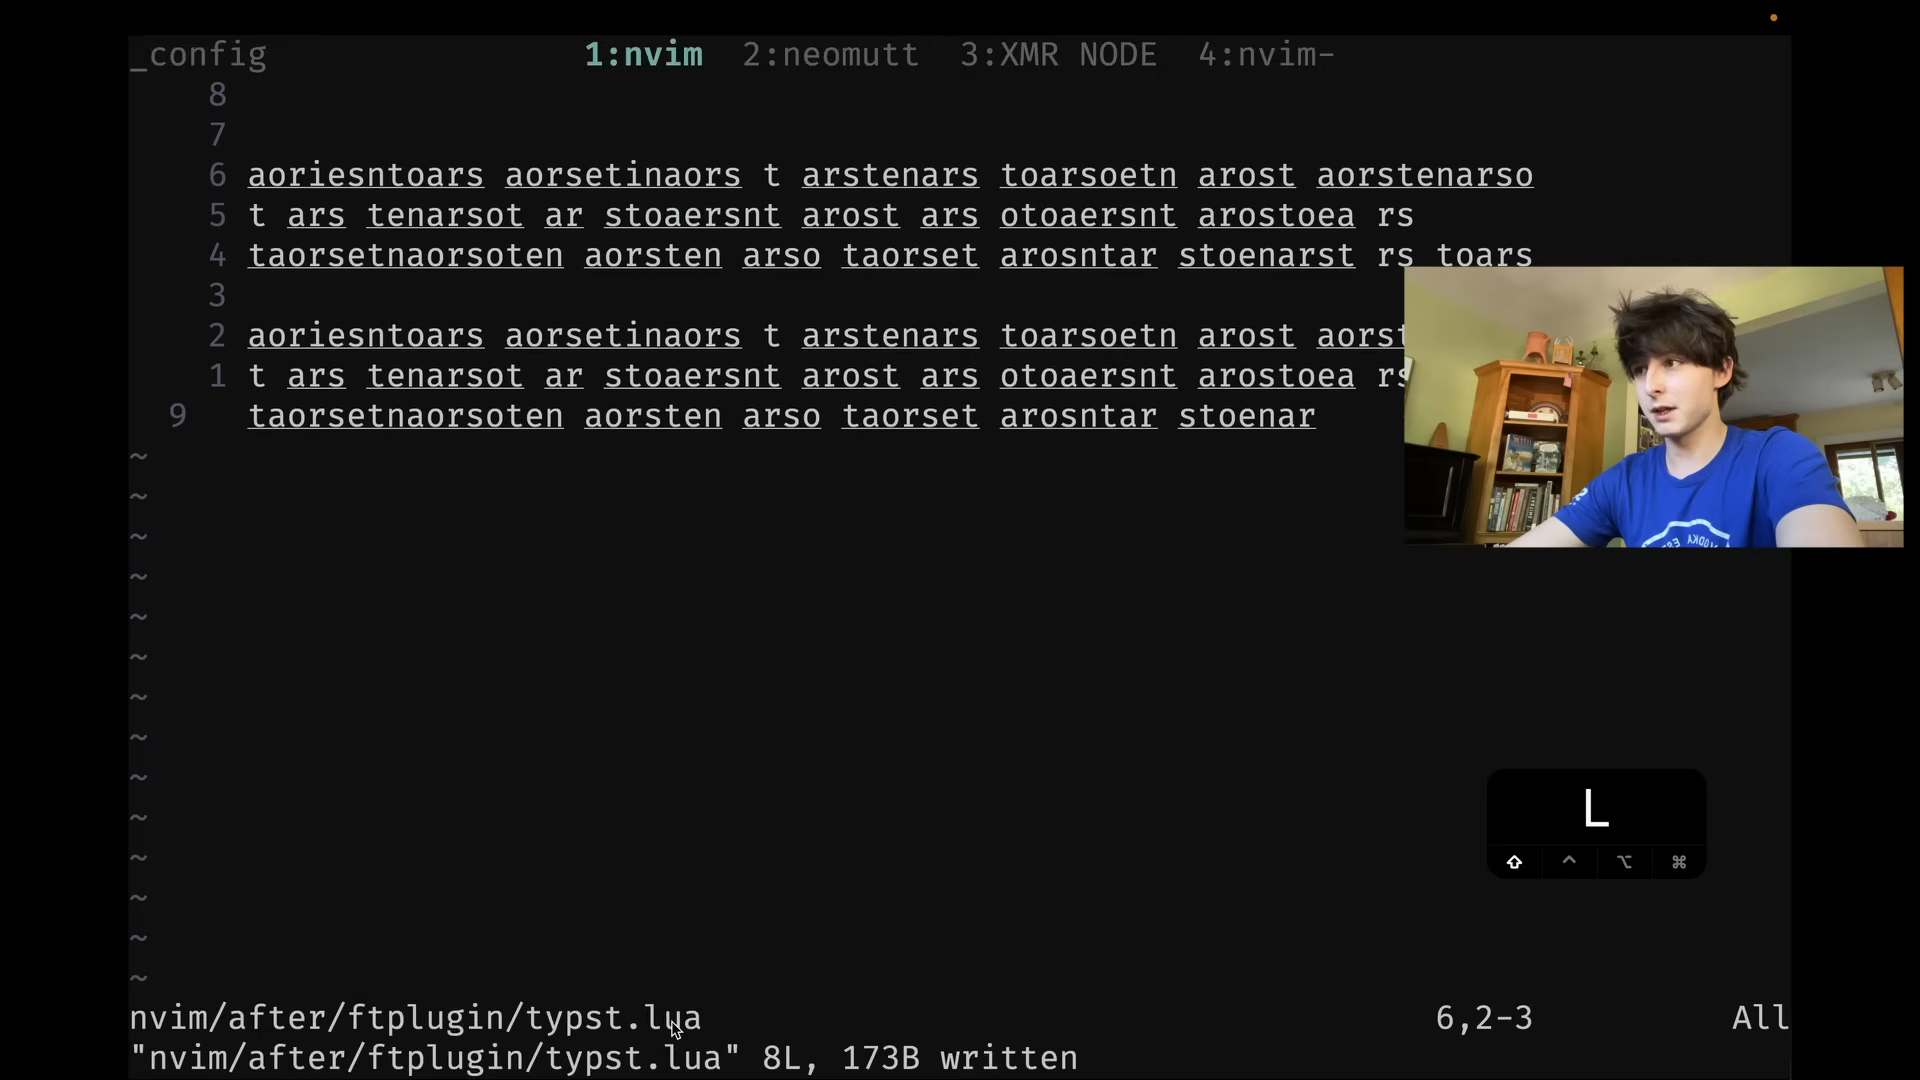 _config 1:nvim 2:neomutt 3:XMR NODE 4:nvim-
8
7
6 aoriesntoars aorsetinaors t arstenars toarsoetn arost aorstenarso
5 t ars tenarsot ar stoaersnt arost ars otoaersnt arostoea rs
4 taorsetnaorsoten aorsten arso taorset arosntar stoenarst rs toars
3
2 aoriesntoars aorsetinaors t arstenars toarsoetn arost
1 t ars tenarsot ar stoaersnt arost ars otoaersnt arostoea rs
9 taorsetnaorsoten aorsten arso taorset arosntar stoenar
~
~
~
~
~
~
~
~
~
~
~
~
~
~
L
⇧ ^ ⌥ ⌘
nvim/after/ftplugin/typst.lua 6,2-3 All
"nvim/after/ftplugin/typst.lua" 8L, 173B written